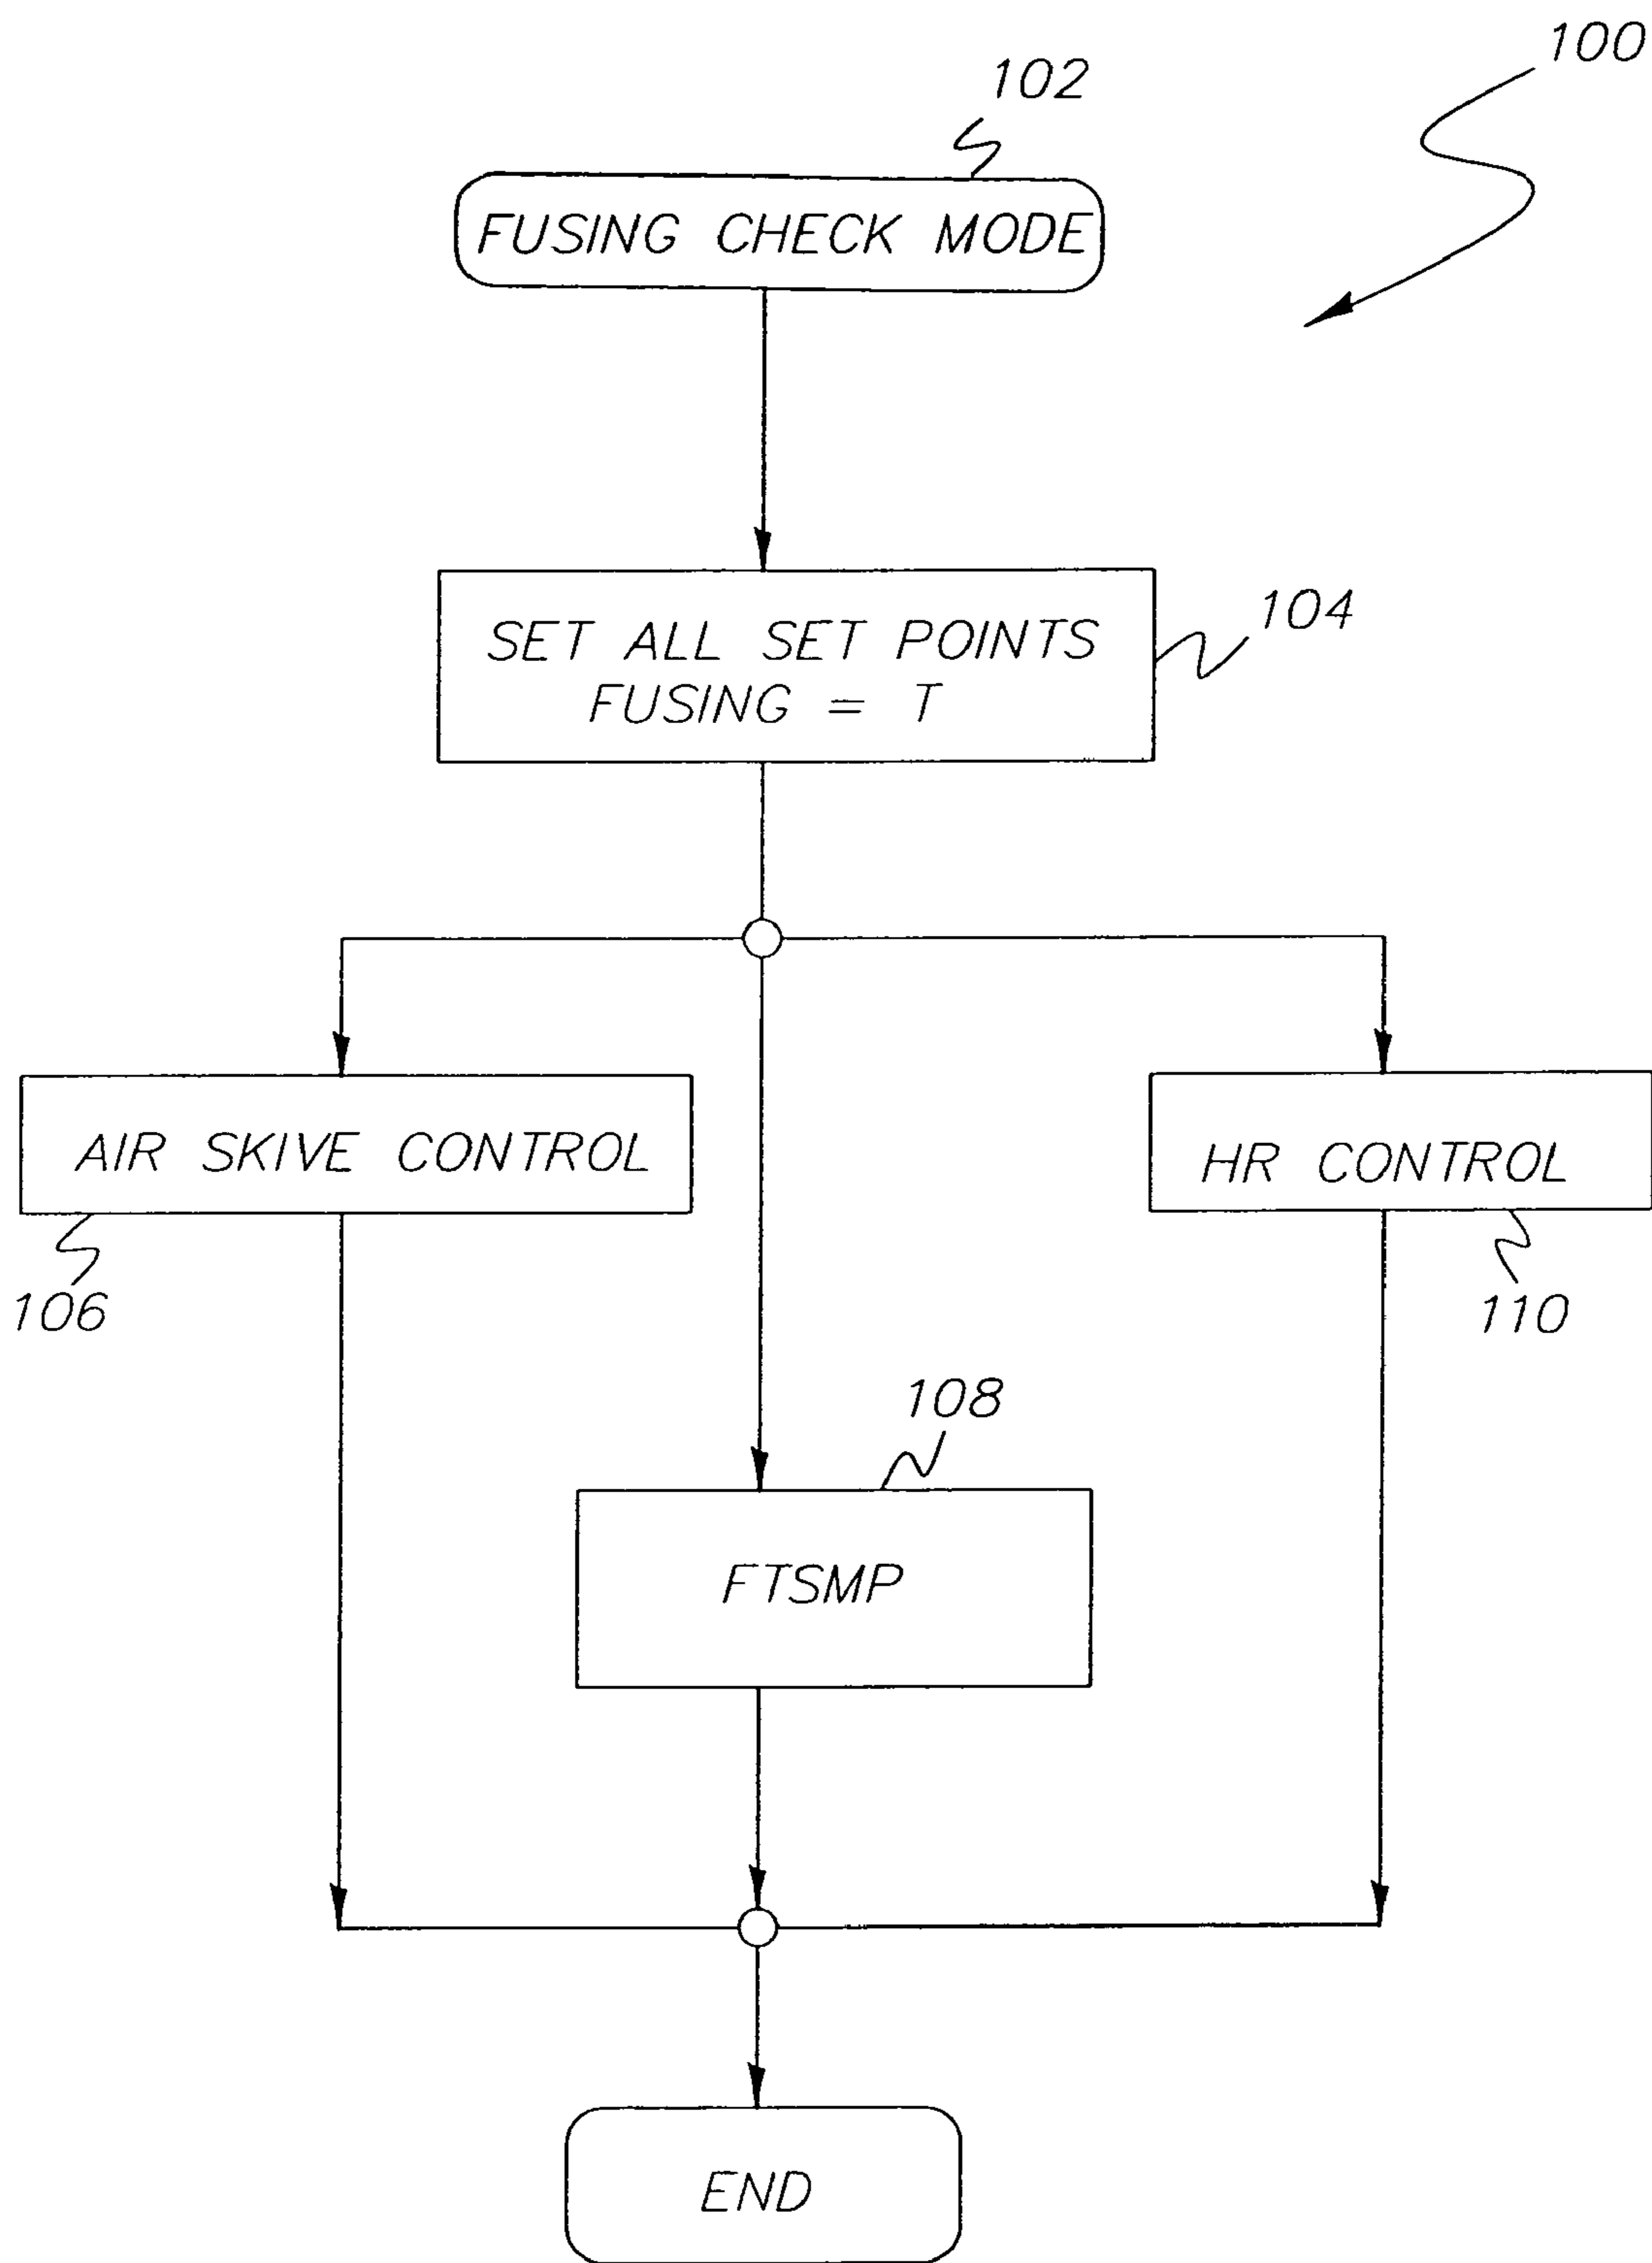 100
102
FUSING CHECK MODE
SET ALL SET POINTS
FUSING = T
104
AIR SKIVE CONTROL
HR CONTROL
106
110
108
FTSMP
END